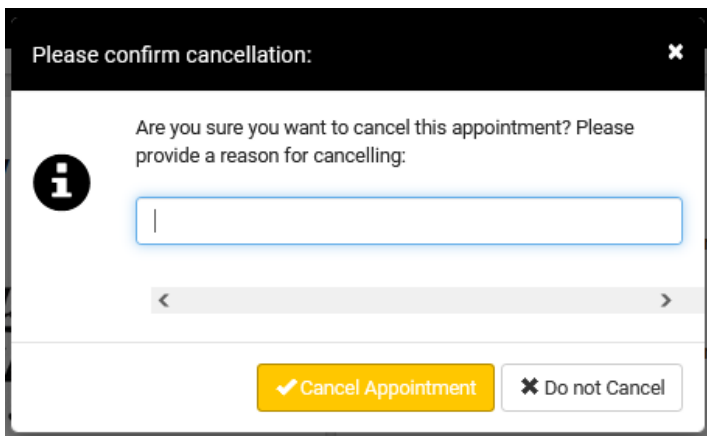 Please confirm cancellation:
Are you sure you want to cancel this appointment? Please
provide a reason for cancelling:
Cancel Appointment
Do not Cancel